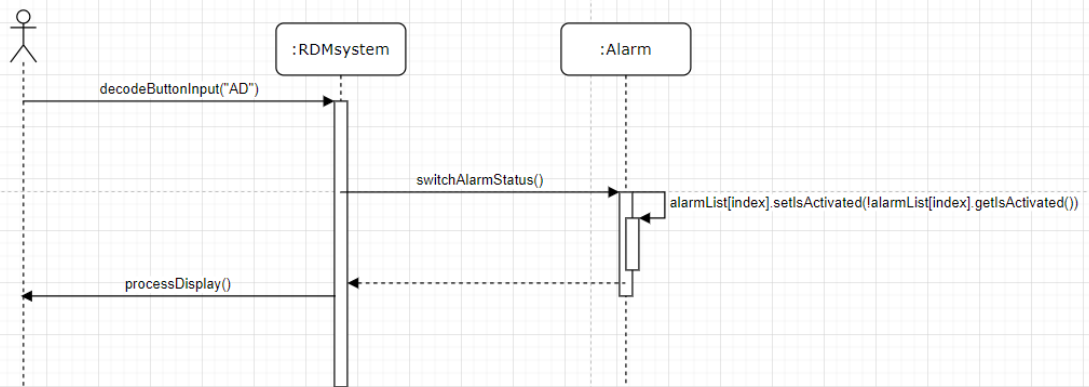 :RDMsystem
:Alarm
decodeButtonInput("AD")
switchAlarmStatus()
alarmList[index].setIsActivated(!alarmList[index].getIsActivated())
processDisplay()